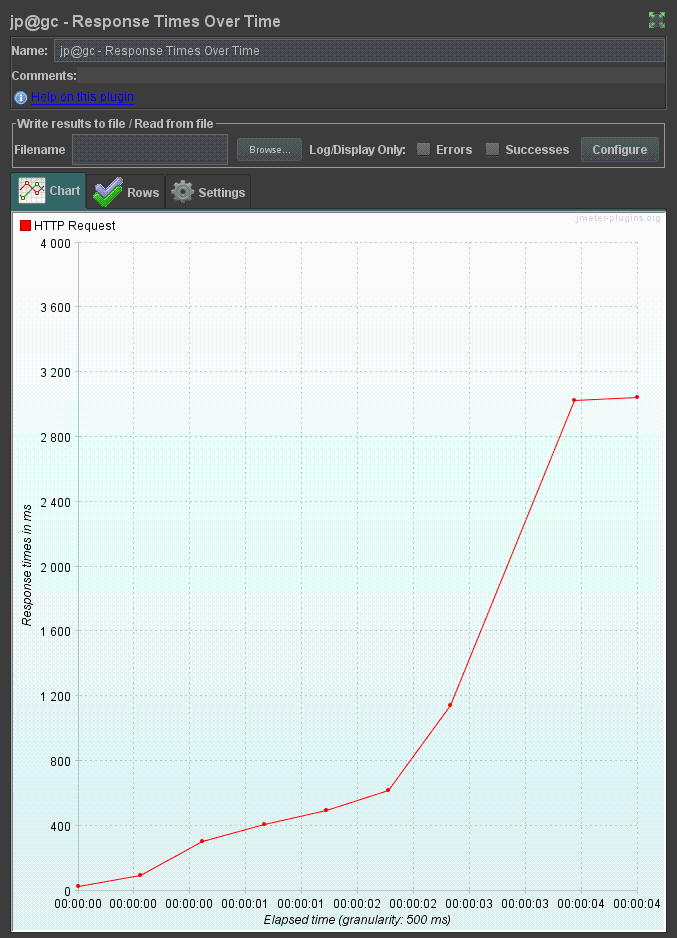 jp@gc - Response Times Over Time
Name: jp@gc - Response Times Over Time
Comments:
Help on this plugin
Write results to file / Read from file
Filename Browse... Log/Display Only: Errors Successes Configure
Chart Rows Settings
jmeter-plugins.org
HTTP Request
4 000
3 600
3 200
2 800
2 400
2 000
1 600
1 200
800
400
0
Response times in ms
00:00:00 00:00:00 00:00:00 00:00:01 00:00:01 00:00:02 00:00:02 00:00:03 00:00:03 00:00:04 00:00:04
Elapsed time (granularity: 500 ms)